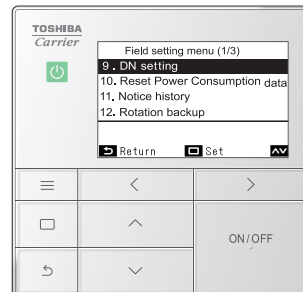 TOSHIBA
Carrier
Field setting menu (1/3)
9. DN setting
10. Reset Power Consumption data
11. Notice history
12. Rotation backup
Return Set
ON/OFF